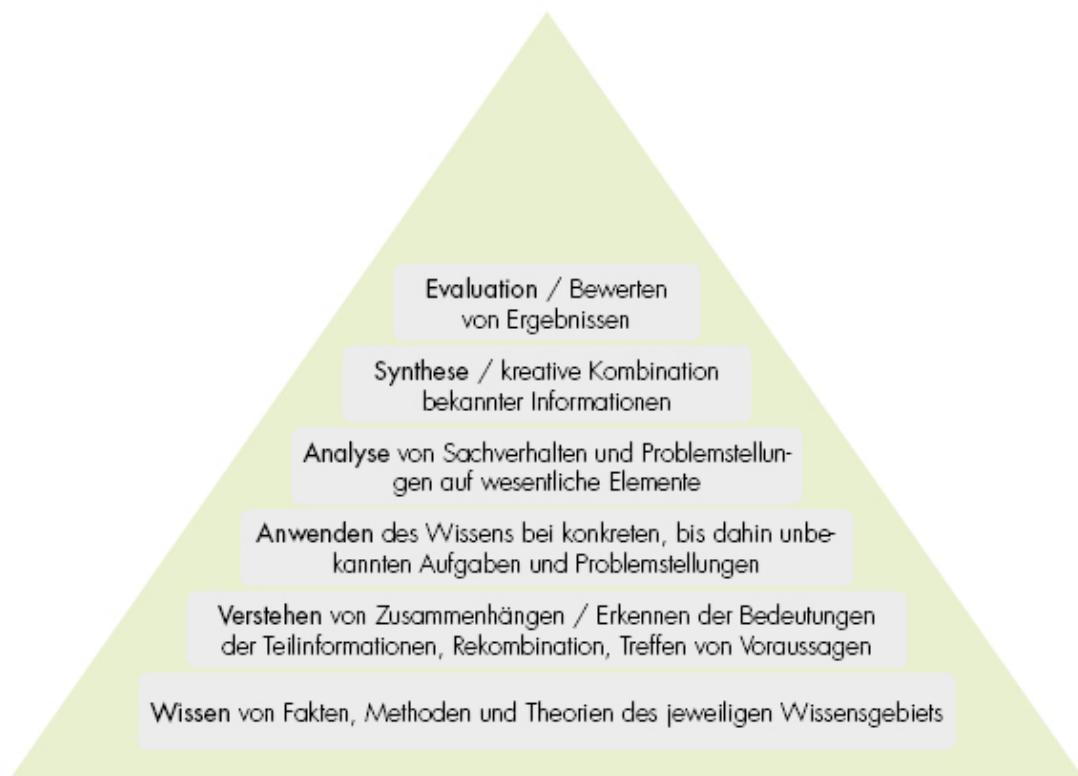 Evaluation / Bewerten
von Ergebnissen
Synthese / kreative Kombination
bekannter Informationen
Analyse von Sachverhalten und Problemstellun-
gen auf wesentliche Elemente
Anwenden des Wissens bei konkreten, bis dahin unbe-
kannten Aufgaben und Problemstellungen
Verstehen von Zusammenhängen / Erkennen der Bedeutungen
der Teilinformationen, Rekombination, Treffen von Voraussagen
Wissen von Fakten, Methoden und Theorien des jeweiligen Wissensgebiets